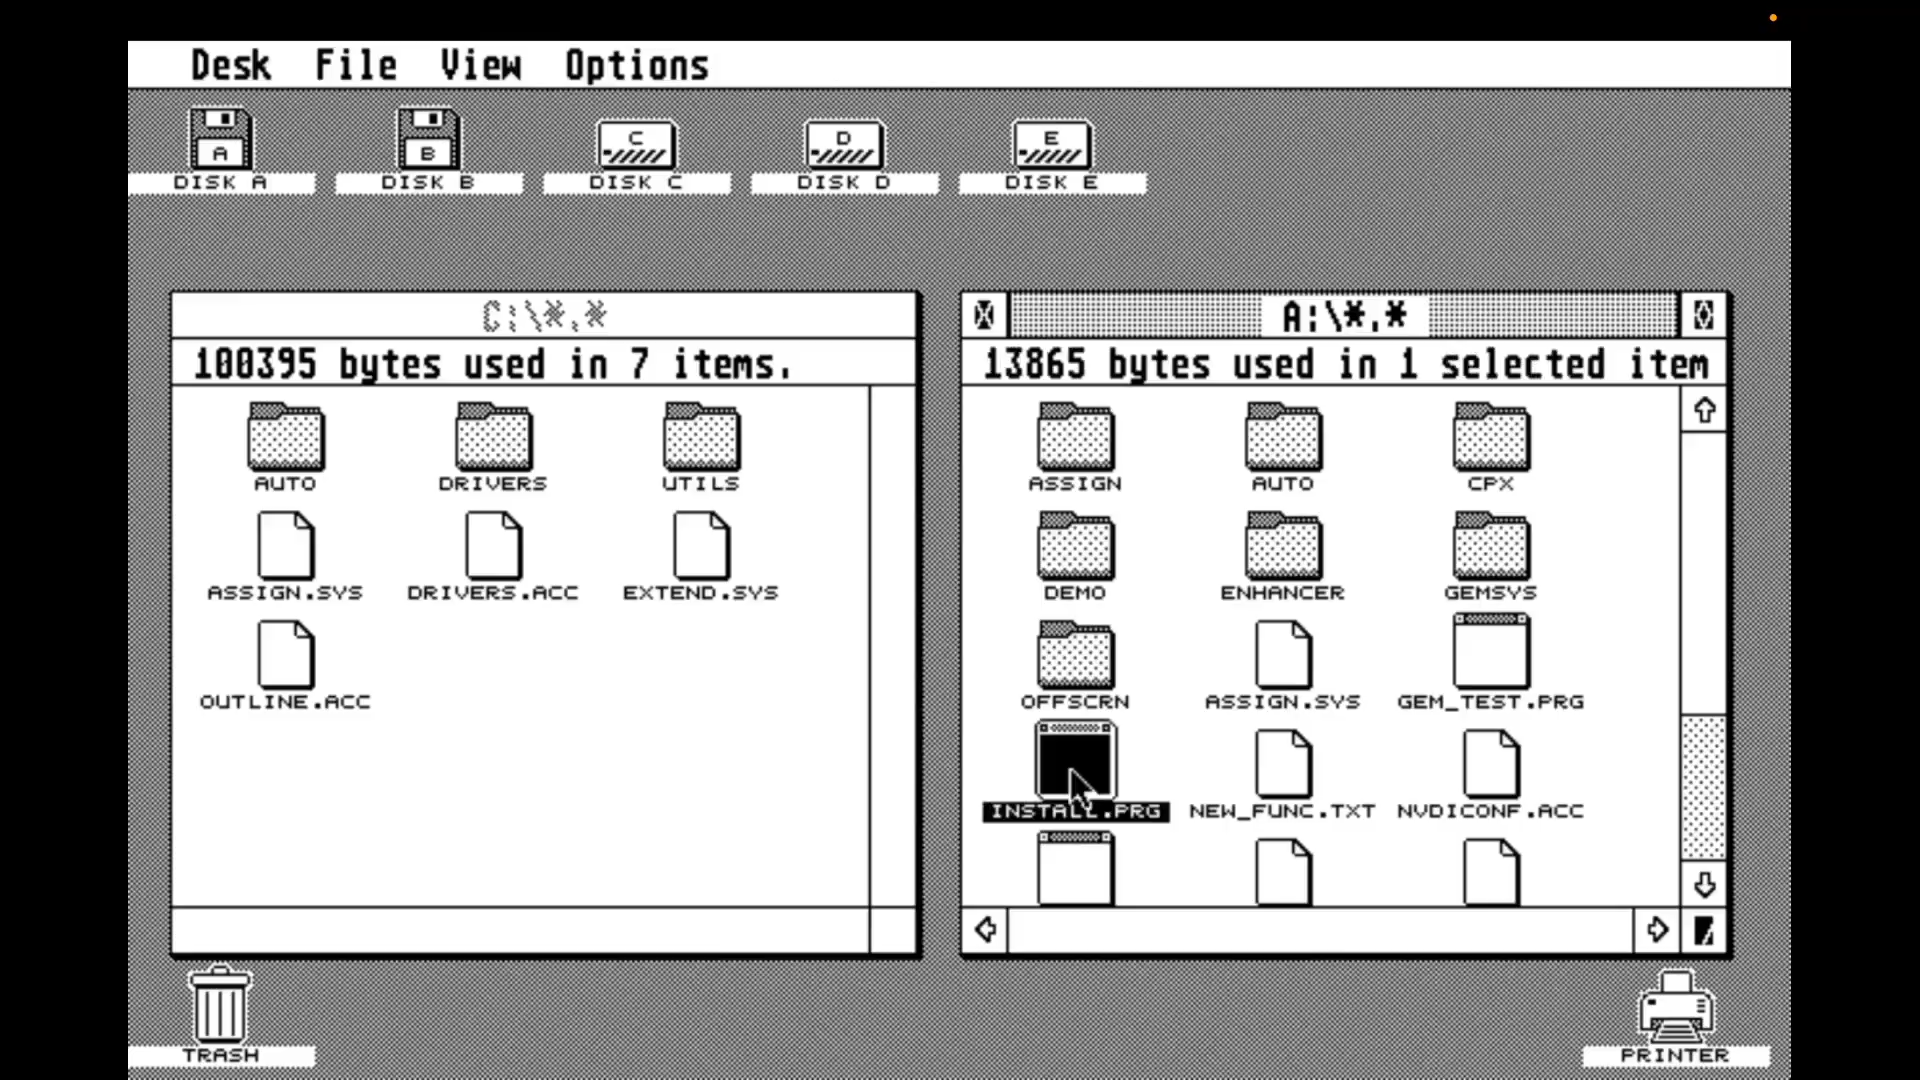 Desk File View Options
A B C D E
DISK A DISK B DISK C DISK D DISK E
C:\*.*
100395 bytes used in 7 items.
AUTO DRIVERS UTILS
ASSIGN.SYS DRIVERS.ACC EXTEND.SYS
OUTLINE.ACC
A:\*.*
13865 bytes used in 1 selected item
ASSIGN AUTO CPX
DEMO ENHANCER GEMSYS
OFFSCRN ASSIGN.SYS GEM_TEST.PRG
INSTALL.PRG NEW_FUNC.TXT NVDICONF.ACC
TRASH PRINTER